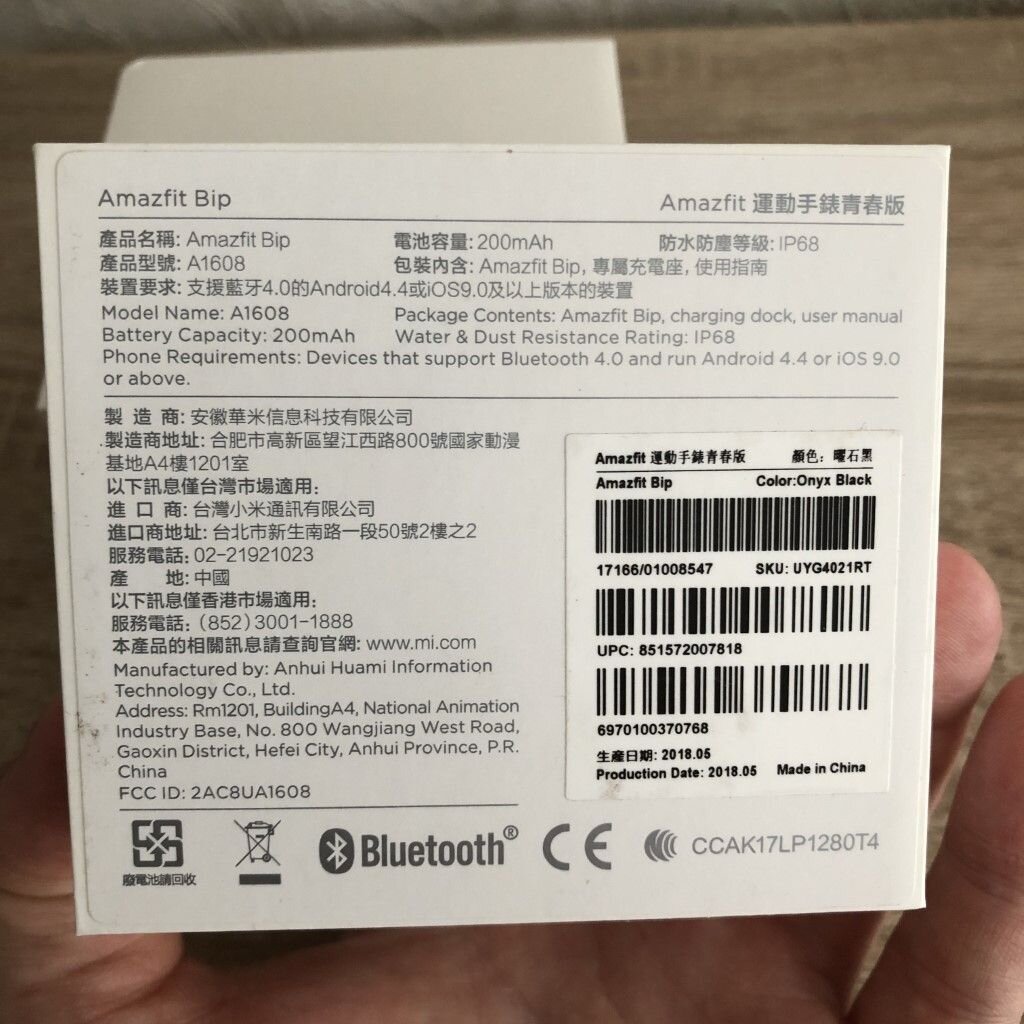 Amazfit Bip
Amazfit 運動手錶青春版
產品名稱: Amazfit Bip 電池容量: 200mAh 防水防塵等級: IP68
產品型號: A1608 包裝內含: Amazfit Bip, 專屬充電座, 使用指南
裝置要求: 支援藍牙4.0的Android4.4或iOS9.0及以上版本的裝置
Model Name: A1608 Package Contents: Amazfit Bip, charging dock, user manual
Battery Capacity: 200mAh Water & Dust Resistance Rating: IP68
Phone Requirements: Devices that support Bluetooth 4.0 and run Android 4.4 or iOS 9.0
or above.
製 造 商: 安徽華米信息科技有限公司
製造商地址: 合肥市高新區望江西路800號國家動漫
基地A4樓1201室
以下訊息僅台灣市場適用:
進 口 商: 台灣小米通訊有限公司
進口商地址: 台北市新生南路一段50號2樓之2
服務電話: 02-21921023
產 地: 中國
以下訊息僅香港市場適用:
服務電話: (852) 3001-1888
本產品的相關訊息請查詢官網: www.mi.com
Manufactured by: Anhui Huami Information
Technology Co., Ltd.
Address: Rm1201, BuildingA4, National Animation
Industry Base, No. 800 Wangjiang West Road,
Gaoxin District, Hefei City, Anhui Province, P.R.
China
FCC ID: 2AC8UA1608
Amazfit 運動手錶青春版 顏色: 曜石黑
Amazfit Bip Color:Onyx Black
17166/01008547 SKU: UYG4021RT
UPC: 851572007818
6970100370768
生產日期: 2018.05
Production Date: 2018.05 Made in China
廢電池請回收
Bluetooth®
CE
CCAK17LP1280T4